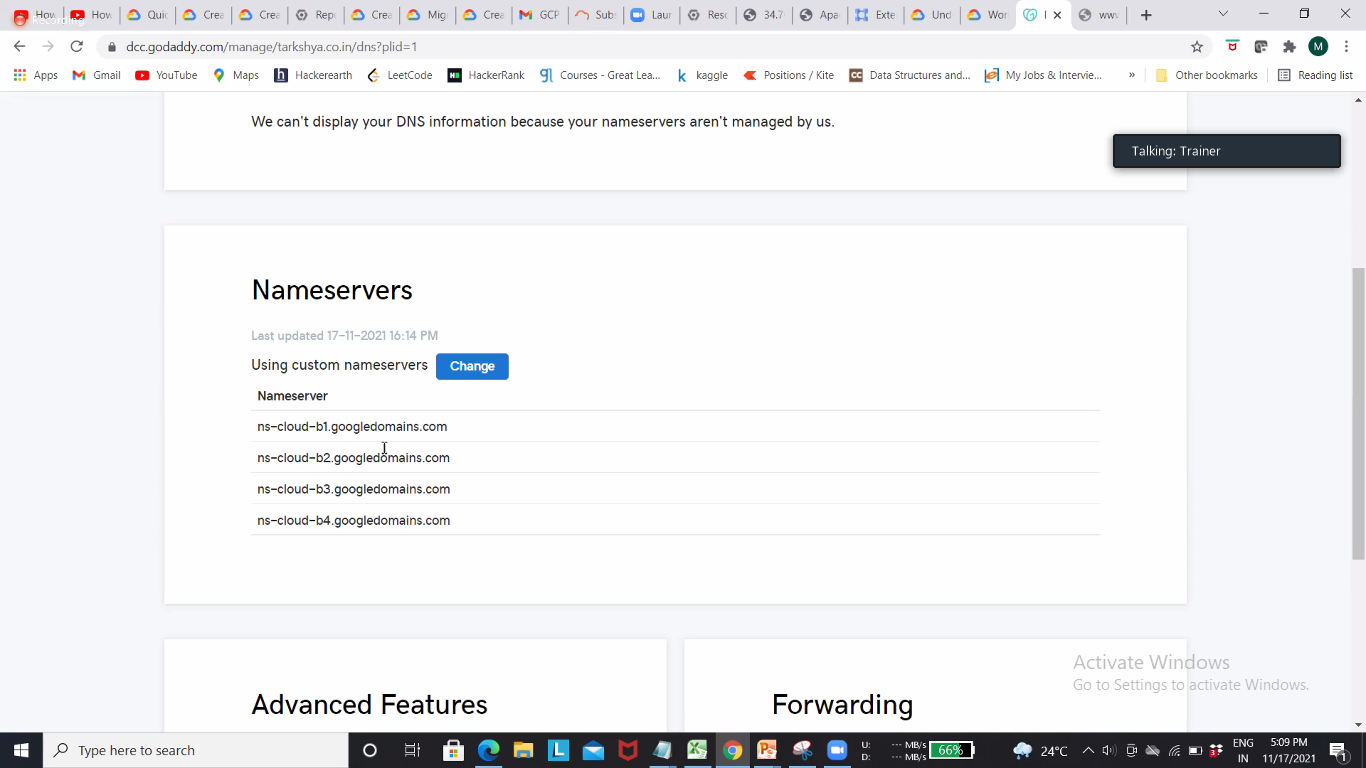 Recording
How
How
Quic
Crea
Crea
Repo
Crea
Mig
Crea
GCP
Subs
Laur
Resc
34.7
Apa
Exte
Und
Wor
www
dcc.godaddy.com/manage/tarkshya.co.in/dns?plid=1
M
Apps
Gmail
YouTube
Maps
Hackerearth
LeetCode
HackerRank
Courses - Great Lea...
kaggle
Positions / Kite
Data Structures and...
My Jobs & Intervie...
»
Other bookmarks
Reading list
We can't display your DNS information because your nameservers aren't managed by us.
Talking: Trainer
Nameservers
Last updated 17-11-2021 16:14 PM
Using custom nameservers Change
Nameserver
ns-cloud-b1.googledomains.com
ns-cloud-b2.googledomains.com
ns-cloud-b3.googledomains.com
ns-cloud-b4.googledomains.com
Activate Windows
Go to Settings to activate Windows.
Advanced Features
Forwarding
Type here to search
U: --- MB/s
D: --- MB/s
66%
24°C
ENG
IN
5:09 PM
11/17/2021